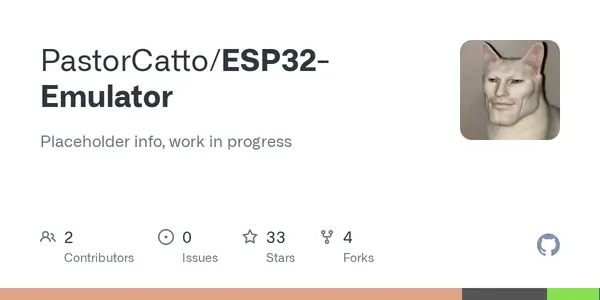 PastorCatto/ESP32-
Emulator
Placeholder info, work in progress
2 0 33 4
Contributors Issues Stars Forks